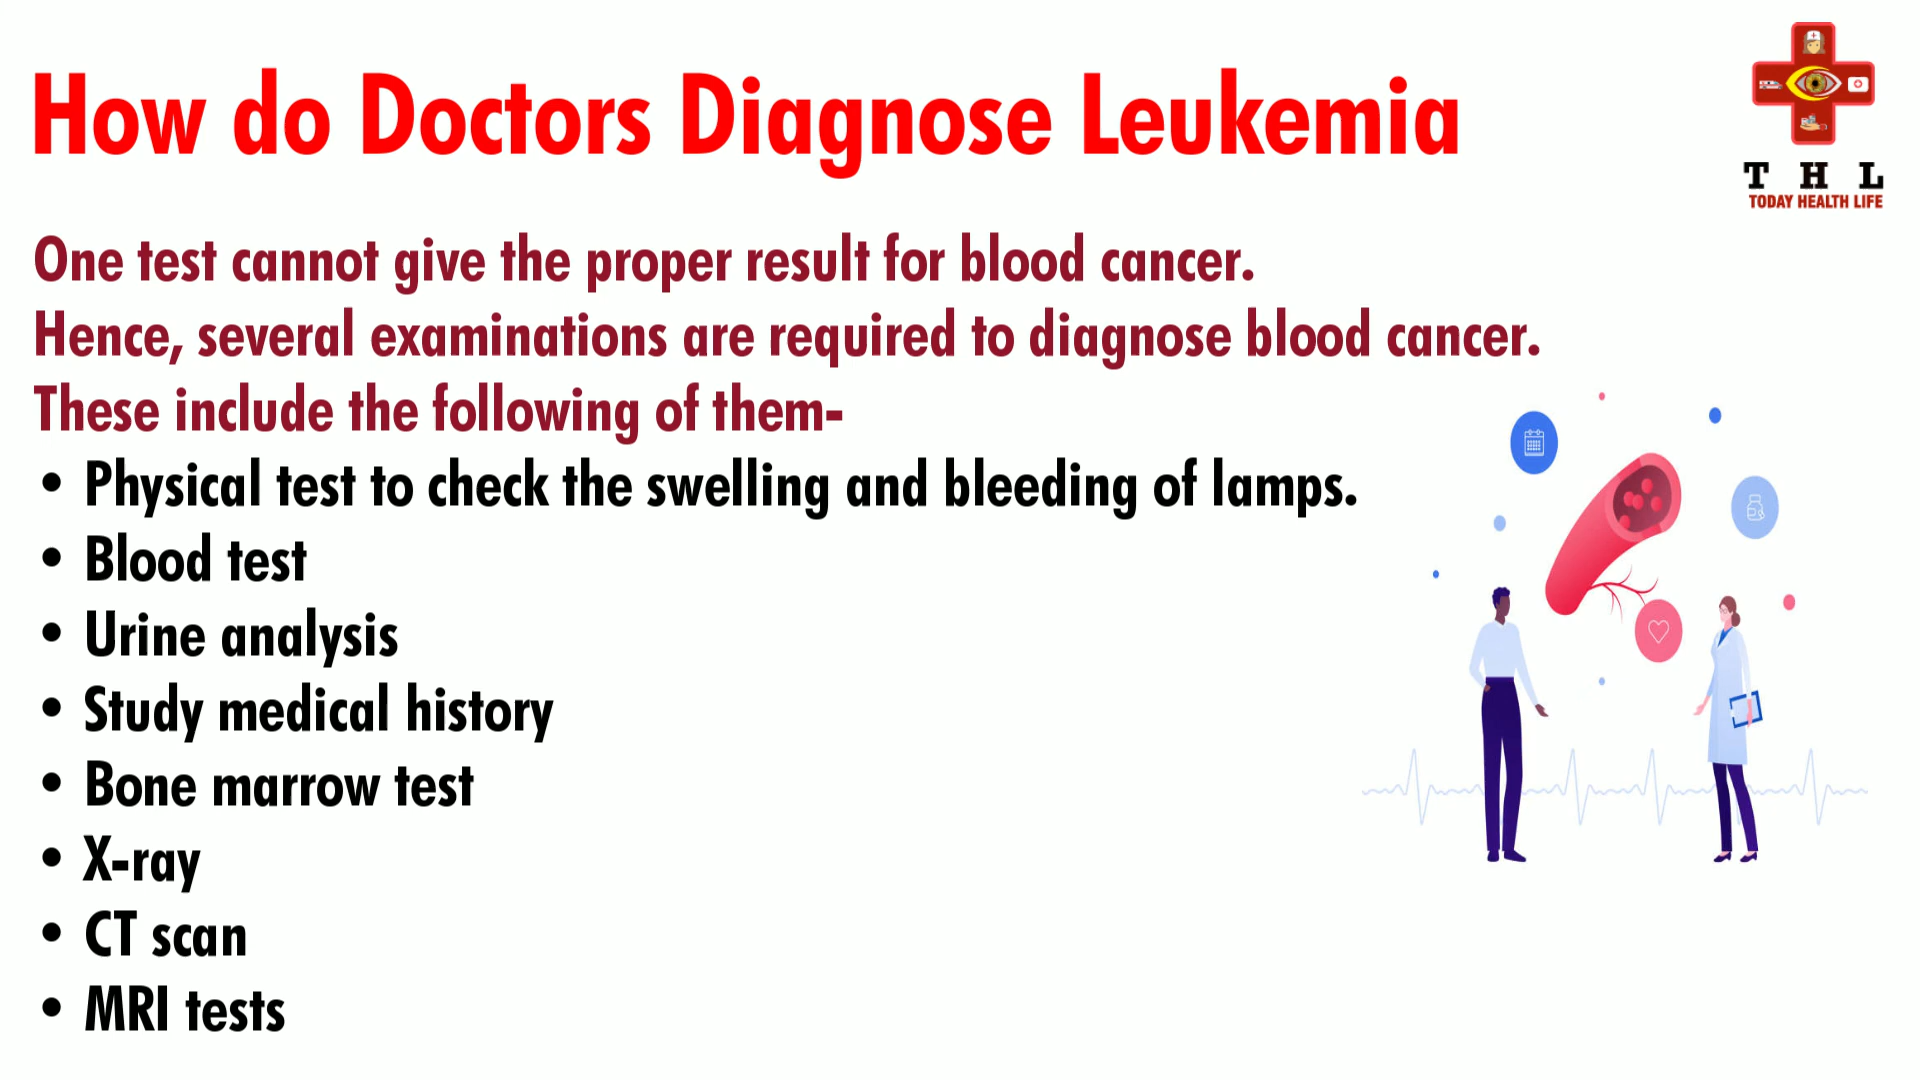 How do Doctors Diagnose Leukemia
T H L
TODAY HEALTH LIFE
One test cannot give the proper result for blood cancer.
Hence, several examinations are required to diagnose blood cancer.
These include the following of them-
• Physical test to check the swelling and bleeding of lamps.
• Blood test
• Urine analysis
• Study medical history
• Bone marrow test
• X-ray
• CT scan
• MRI tests